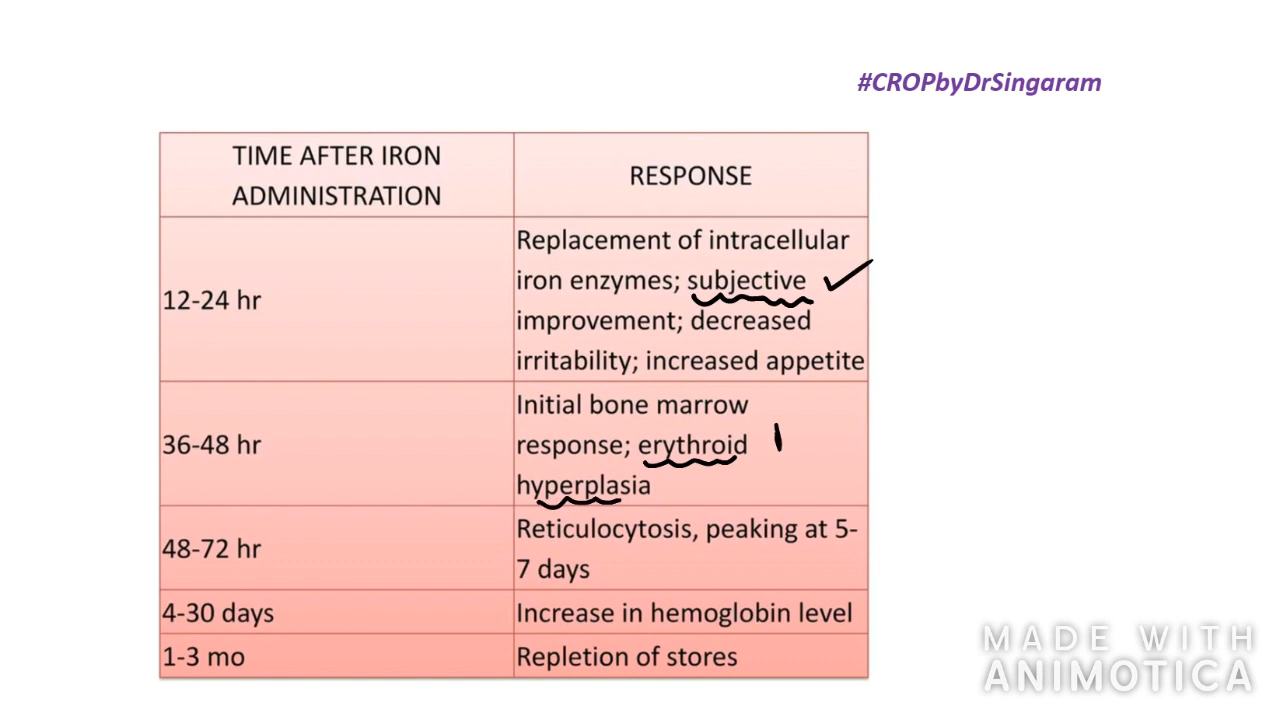 #CROPbyDrSingaram
TIME AFTER IRON
ADMINISTRATION
RESPONSE
12-24 hr
Replacement of intracellular
iron enzymes; subjective
improvement; decreased
irritability; increased appetite
36-48 hr
Initial bone marrow
response; erythroid
hyperplasia
48-72 hr
Reticulocytosis, peaking at 5-
7 days
4-30 days
Increase in hemoglobin level
1-3 mo
Repletion of stores
MADE WITH
ANIMOTICA